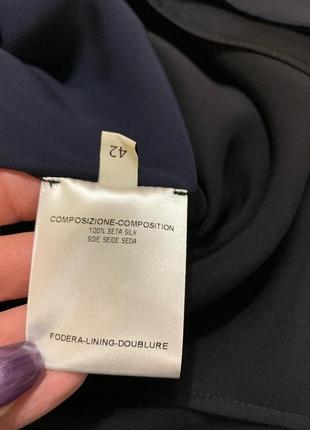 42
COMPOSIZIONE-COMPOSITION
100% SETA SILK
SOIE SEIDE SEDA
FODERA-LINING-DOUBLURE